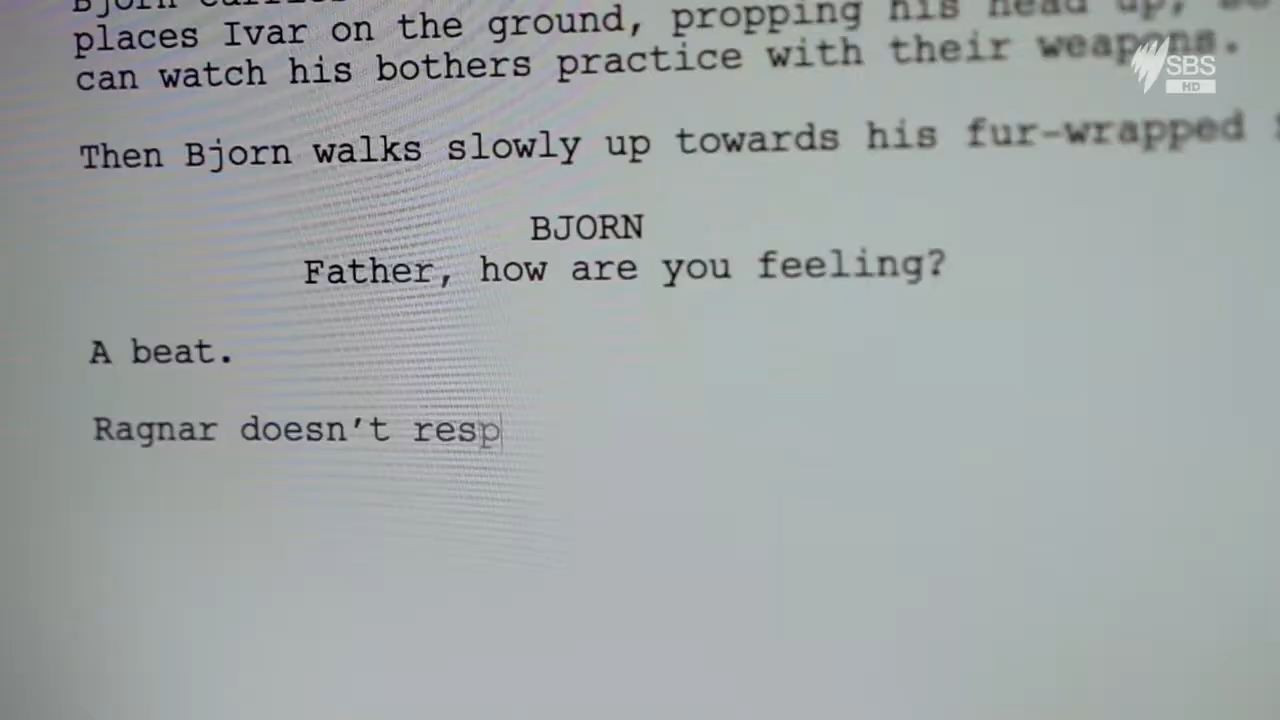 Bjorn carries
places Ivar on the ground, propping his head up,
can watch his bothers practice with their weapons.
Then Bjorn walks slowly up towards his fur-wrapped
BJORN
Father, how are you feeling?
A beat.
Ragnar doesn't resp
SBS
HD